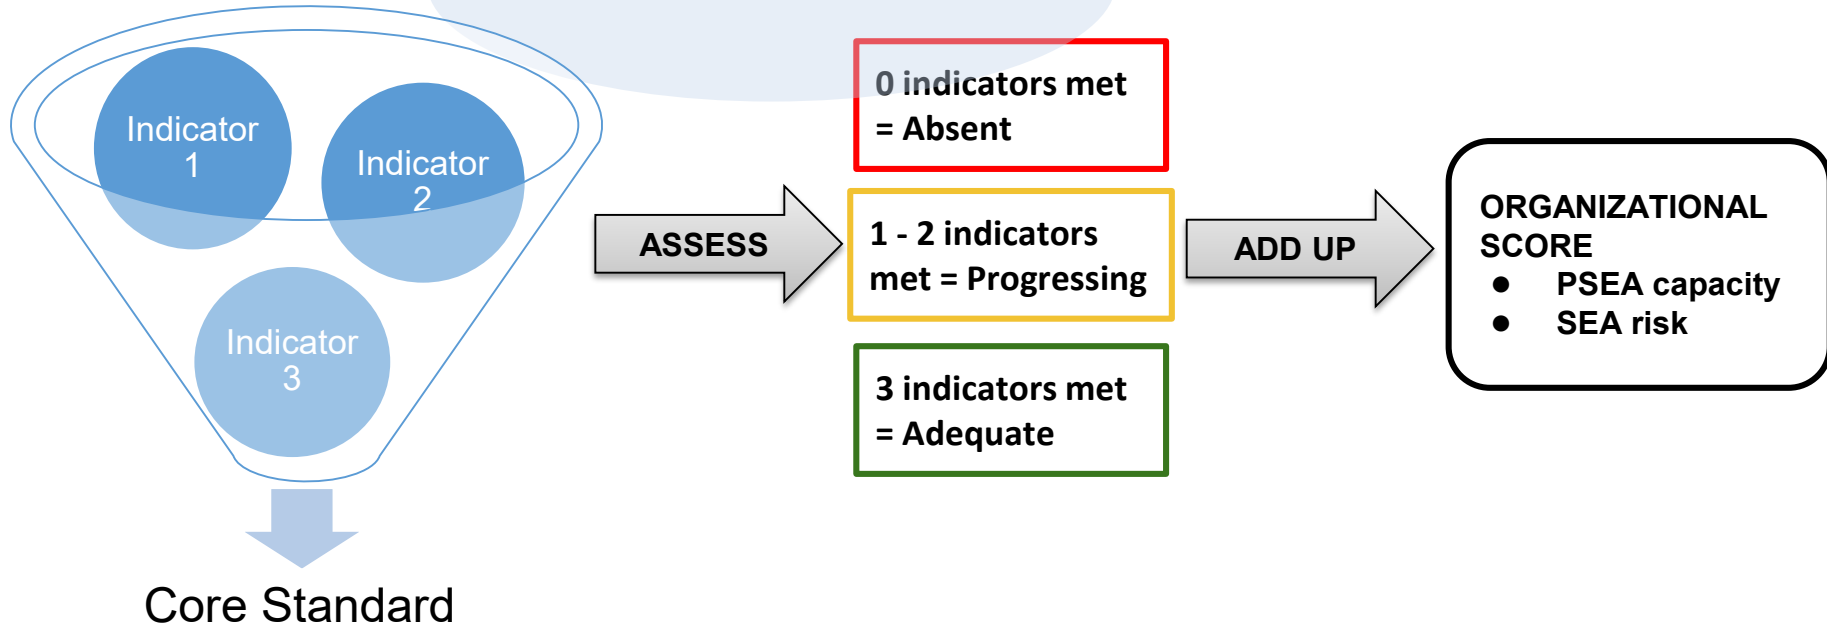 Indicator
1
Indicator
2
Indicator
3
Core Standard
ASSESS
0 indicators met
= Absent
1 - 2 indicators
met = Progressing
3 indicators met
= Adequate
ADD UP
ORGANIZATIONAL
SCORE
● PSEA capacity
● SEA risk